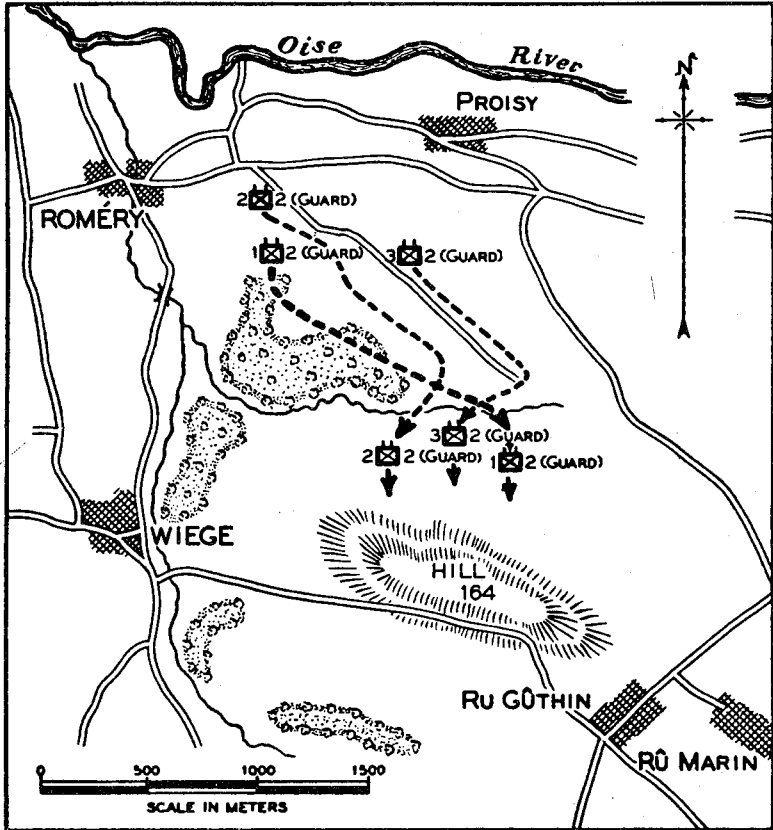 Oise River
N
PROISY
ROMERY
2 2 (GUARD)
1 2 (GUARD)
3 2 (GUARD)
3 2 (GUARD)
2 2 (GUARD)
1 2 (GUARD)
WIEGE
HILL
164
RU GÛTHIN
RÛ MARIN
0 500 1000 1500
SCALE IN METERS